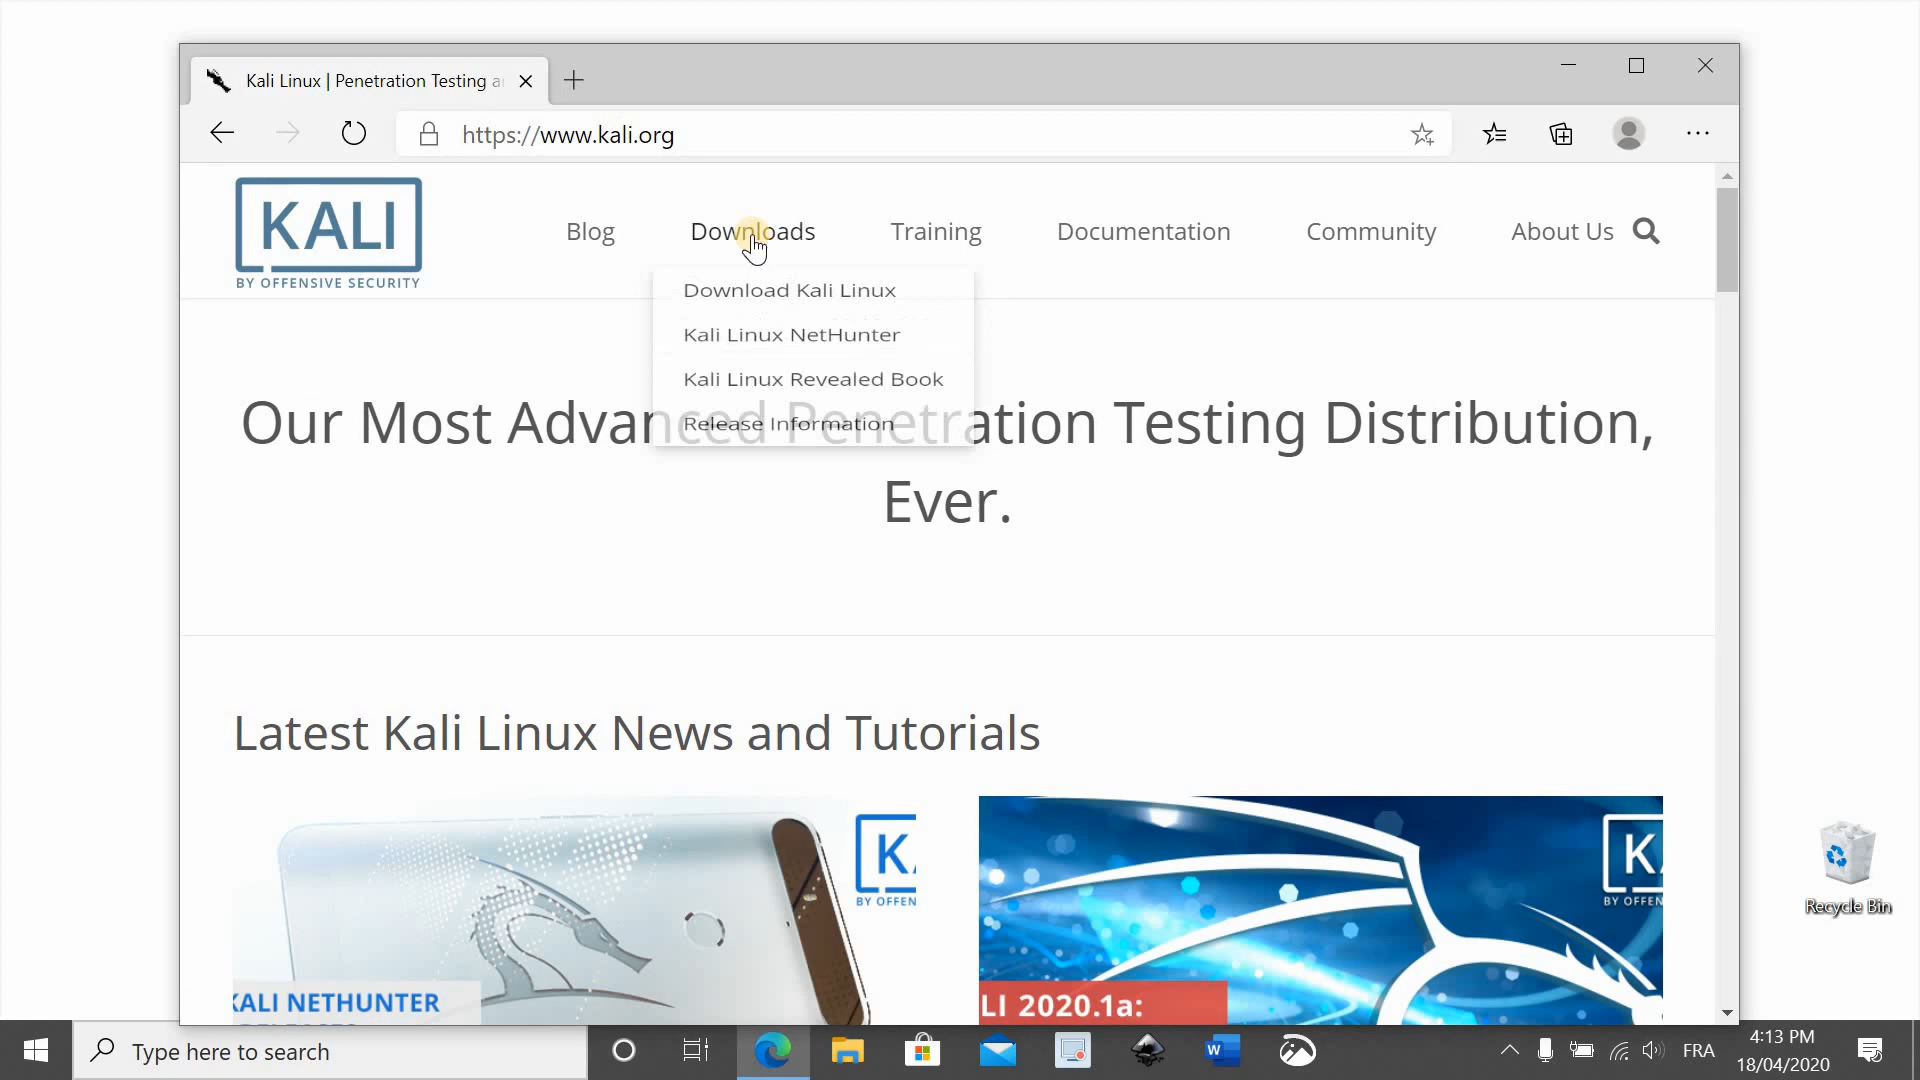 Kali Linux | Penetration Testing a
https://www.kali.org
KALI
BY OFFENSIVE SECURITY
Blog
Downloads
Training
Documentation
Community
About Us
Download Kali Linux
Kali Linux NetHunter
Kali Linux Revealed Book
Release Information
Our Most Advanced Penetration Testing Distribution,
Ever.
Latest Kali Linux News and Tutorials
K
BY OFFEN
KALI NETHUNTER
K
BY OFFEN
LI 2020.1a:
Recycle Bin
Type here to search
W
FRA
4:13 PM
18/04/2020